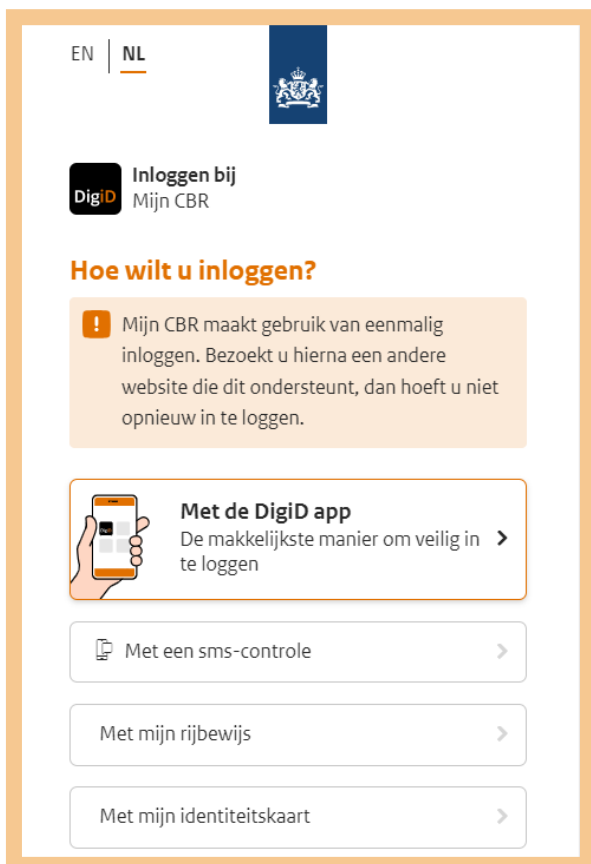 EN | NL
DigiD
Inloggen bij
Mijn CBR
Hoe wilt u inloggen?
! Mijn CBR maakt gebruik van eenmalig
inloggen. Bezoekt u hierna een andere
website die dit ondersteunt, dan hoeft u niet
opnieuw in te loggen.
Met de DigiD app
De makkelijkste manier om veilig in
te loggen
Met een sms-controle
Met mijn rijbewijs
Met mijn identiteitskaart